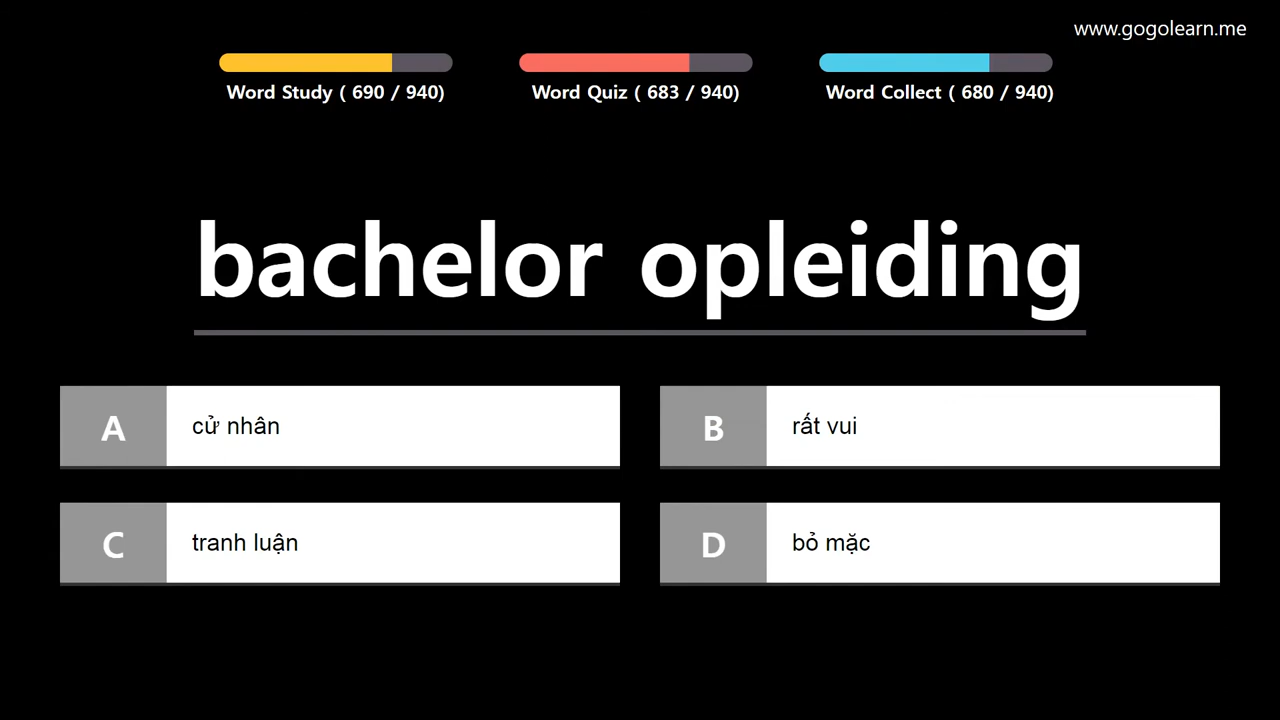 www.gogolearn.me
Word Study ( 690 / 940)
Word Quiz ( 683 / 940)
Word Collect ( 680 / 940)
bachelor opleiding
A cử nhân
B rất vui
C tranh luận
D bỏ mặc